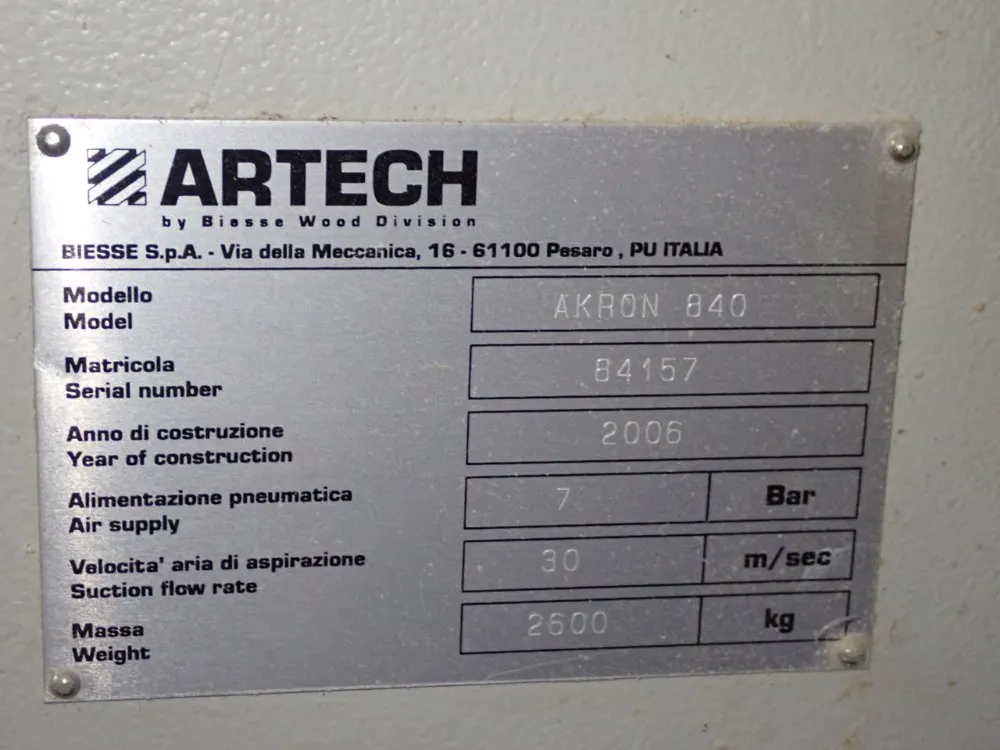 ARTECH
by Biesse Wood Division
BIESSE S.p.A. - Via della Meccanica, 16 - 61100 Pesaro , PU ITALIA
Modello
Model
AKRON 840
Matricola
Serial number
84157
Anno di costruzione
Year of construction
2006
Alimentazione pneumatica
Air supply
7 Bar
Velocita' aria di aspirazione
Suction flow rate
30 m/sec
Massa
Weight
2600 kg